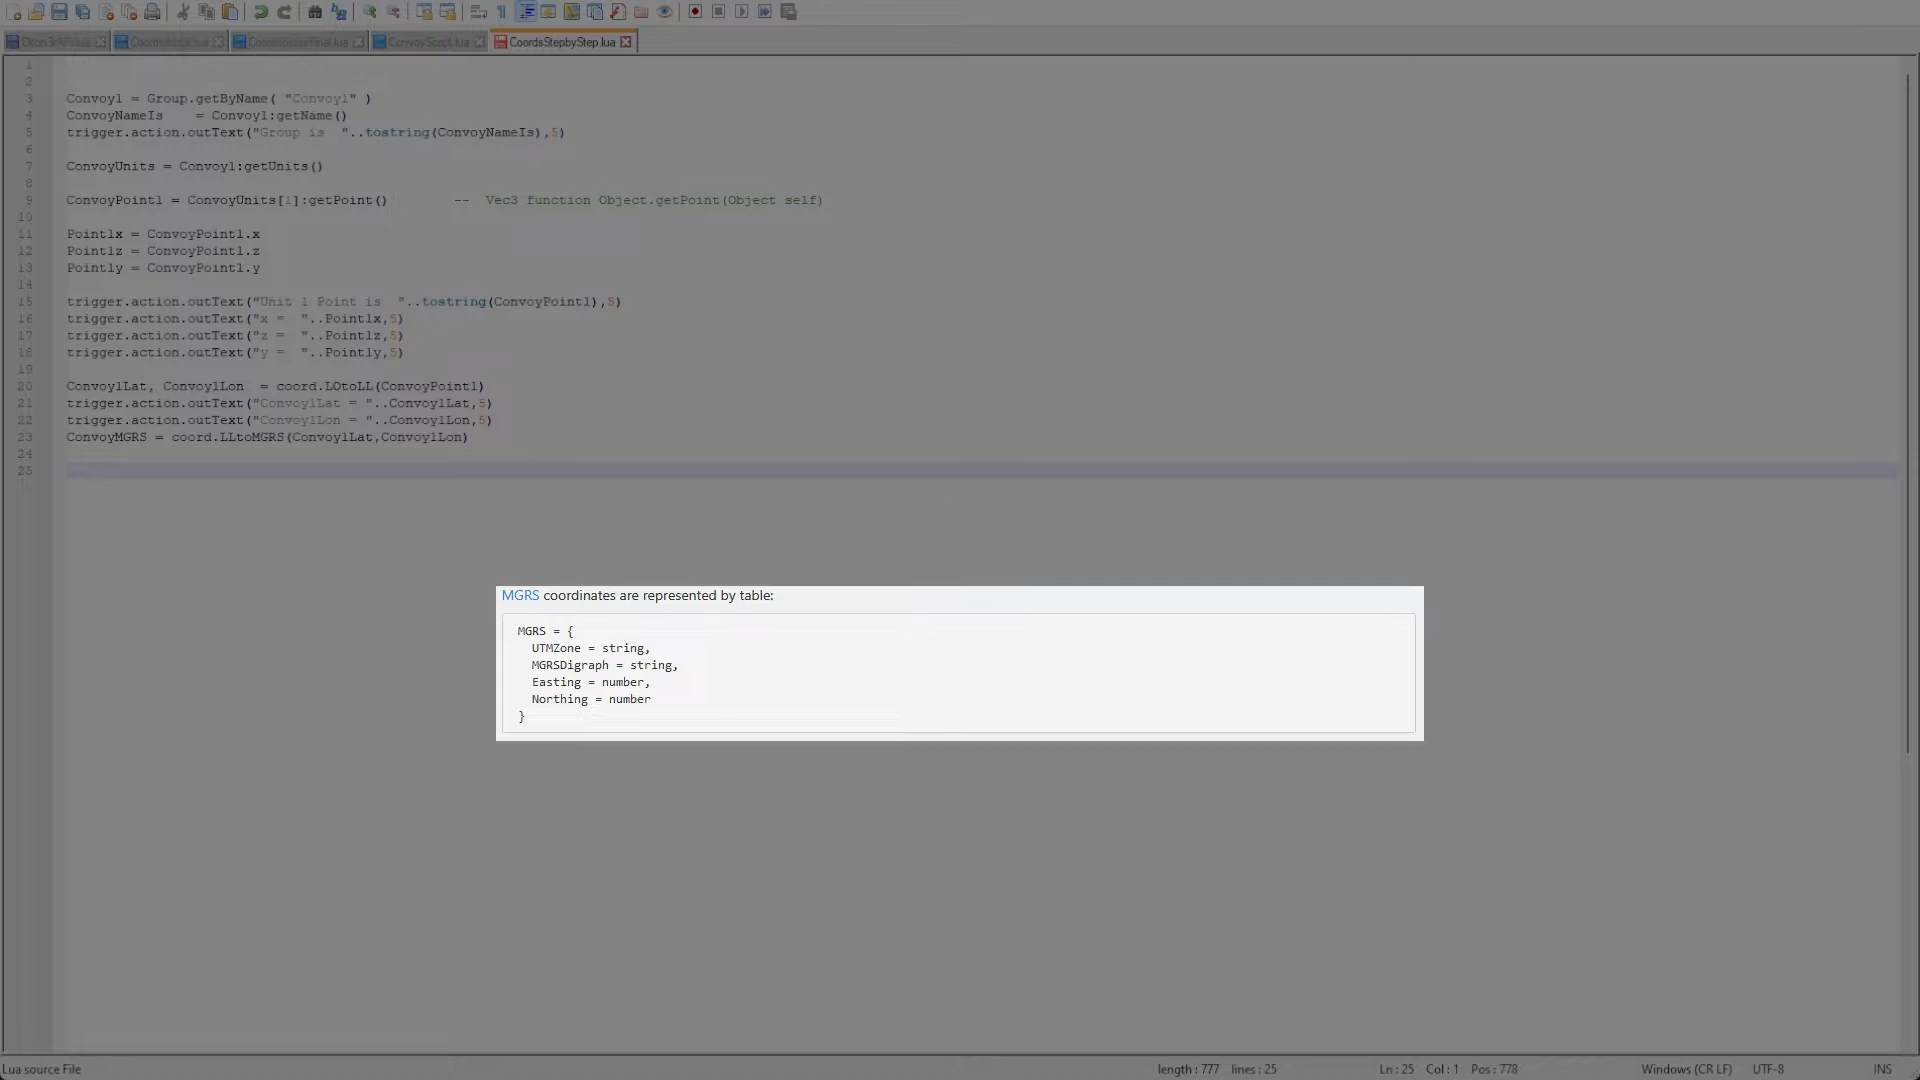 CoordsStepbyStep.lua
1
2
3 Convoy1 = Group.getByName( "Convoy1" )
4 ConvoyNameIs    = Convoy1:getName()
5 trigger.action.outText("Group is  "..tostring(ConvoyNameIs),5)
6
7 ConvoyUnits = Convoy1:getUnits()
8
9 ConvoyPoint1 = ConvoyUnits[1]:getPoint()        --  Vec3 function Object.getPoint(Object self)
10
11 Point1x = ConvoyPoint1.x
12 Point1z = ConvoyPoint1.z
13 Point1y = ConvoyPoint1.y
14
15 trigger.action.outText("Unit 1 Point is  "..tostring(ConvoyPoint1),5)
16 trigger.action.outText("x =  "..Point1x,5)
17 trigger.action.outText("z =  "..Point1z,5)
18 trigger.action.outText("y =  "..Point1y,5)
19
20 Convoy1Lat, Convoy1Lon  = coord.LOtoLL(ConvoyPoint1)
21 trigger.action.outText("Convoy1Lat = "..Convoy1Lat,5)
22 trigger.action.outText("Convoy1Lon = "..Convoy1Lon,5)
23 ConvoyMGRS = coord.LLtoMGRS(Convoy1Lat,Convoy1Lon)
24
25
MGRS coordinates are represented by table:
MGRS = {
UTMZone = string,
MGRSDigraph = string,
Easting = number,
Northing = number
}
Lua source File length : 777 lines : 25 Ln : 25 Col : 1 Pos : 778 Windows (CR LF) UTF-8 INS